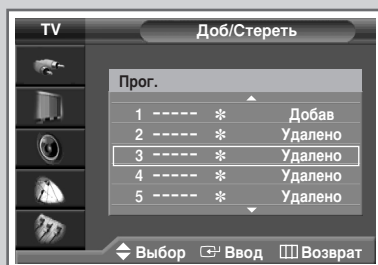 TV Доб/Стереть
Прог.
1 ----- ✻ Добав
2 ----- ✻ Удалено
3 ----- ✻ Удалено
4 ----- ✻ Удалено
5 ----- ✻ Удалено
Выбор Ввод Возврат